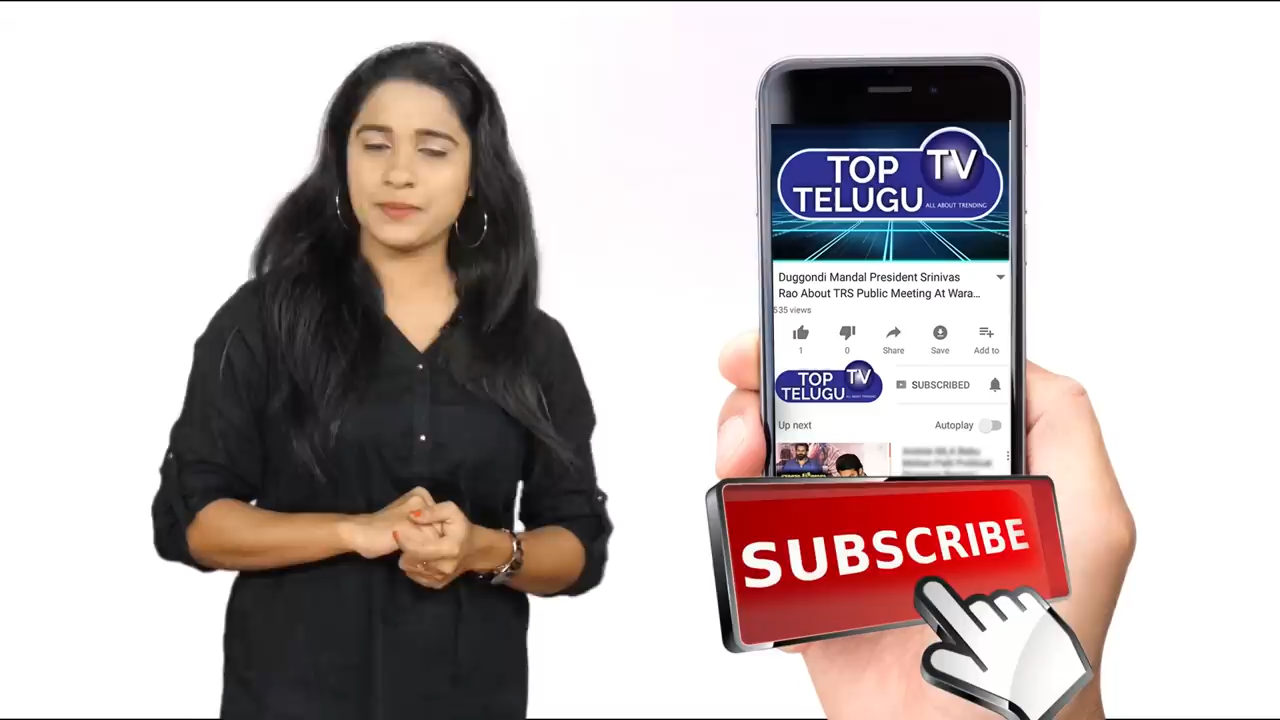 TOP
TV
TELUGU
ALL ABOUT TRENDING
Duggondi Mandal President Srinivas
Rao About TRS Public Meeting At Wara...
535 views
1
0
Share
Save
Add to
TOP
TV
TELUGU
SUBSCRIBED
Up next
Autoplay
SUBSCRIBE